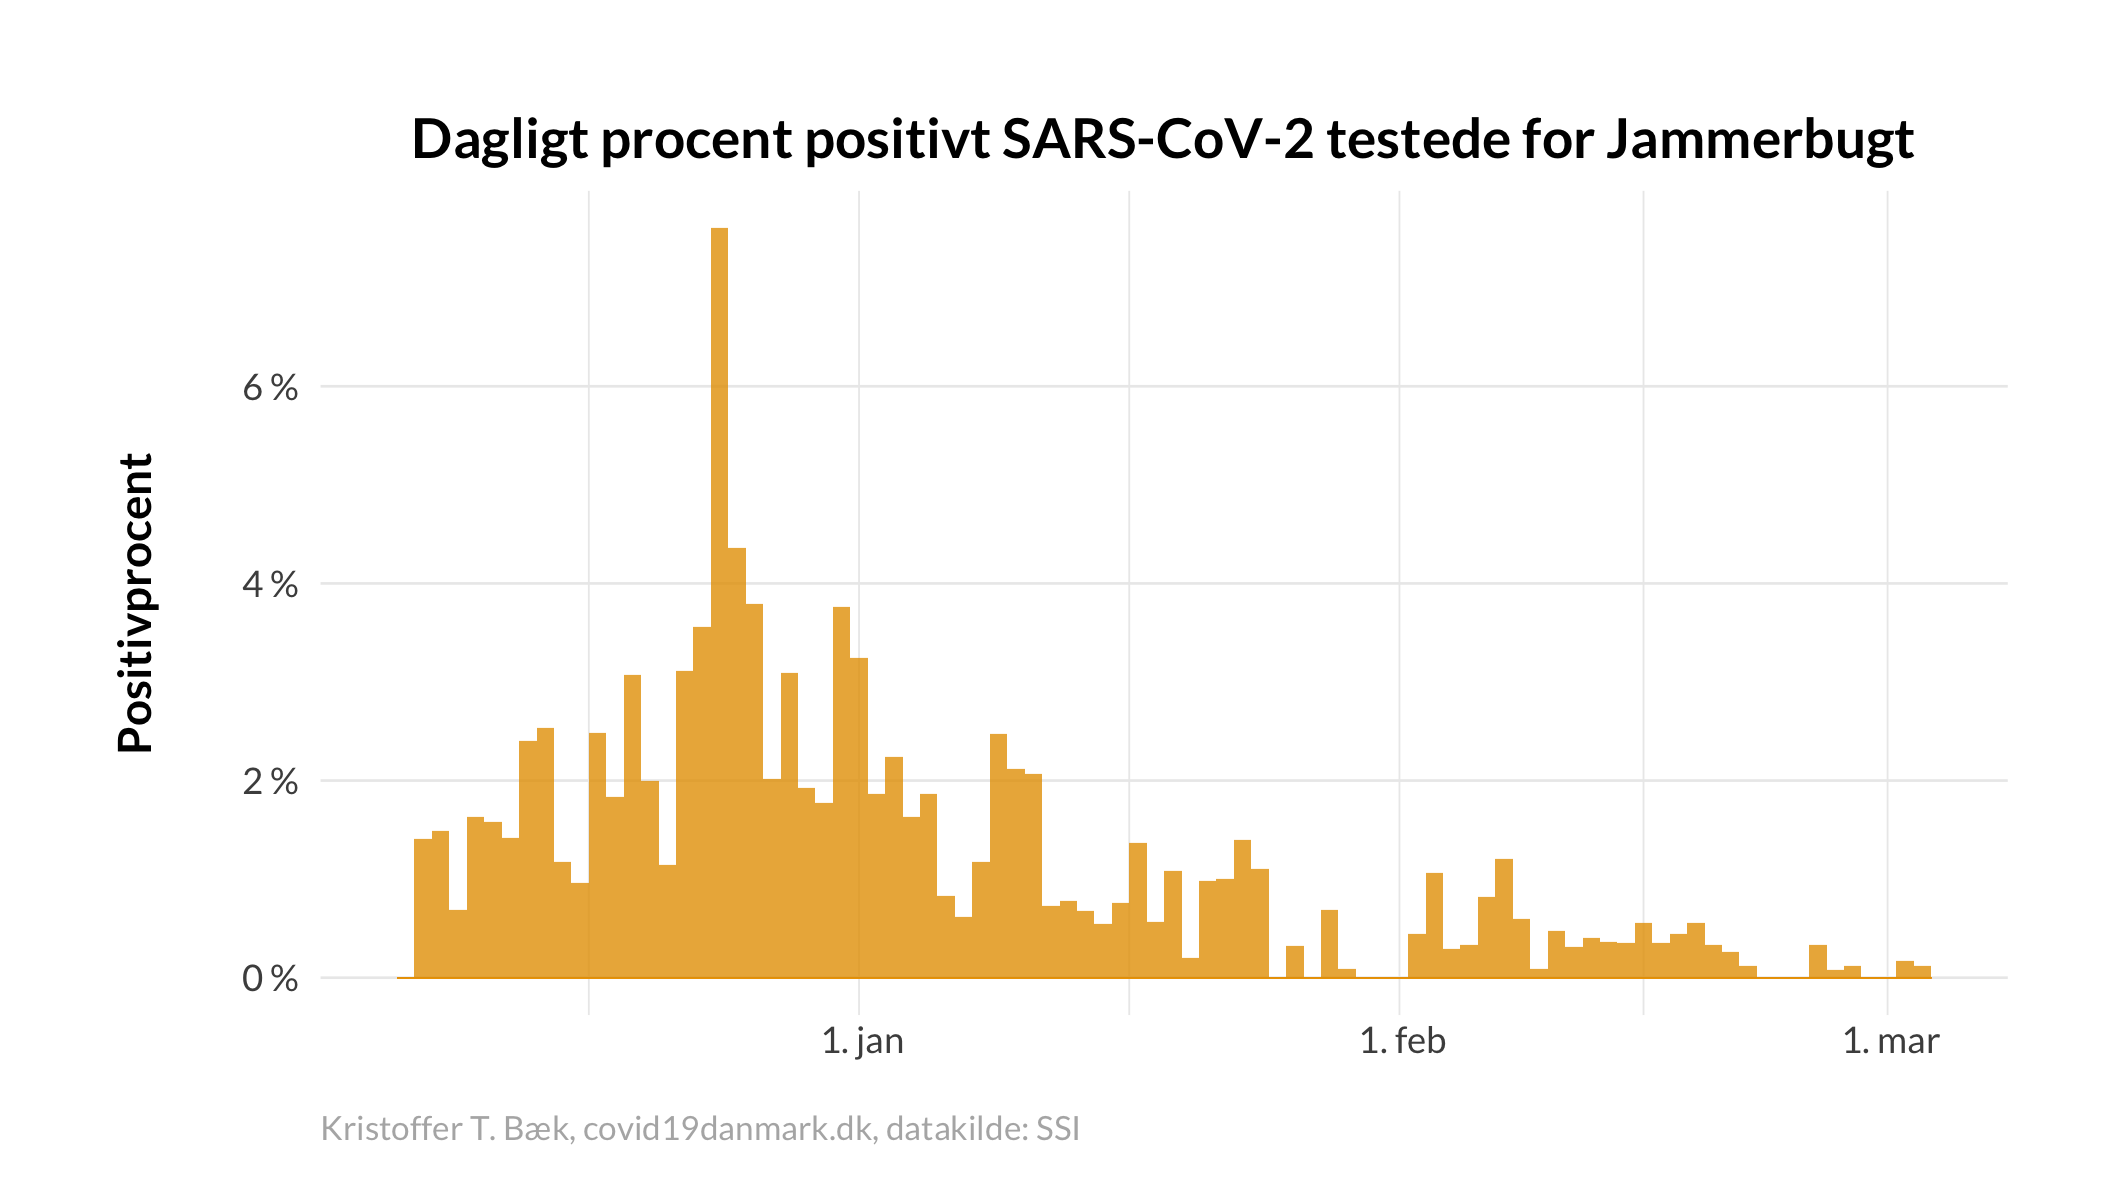 Dagligt procent positivt SARS-CoV-2 testede for Jammerbugt
Positivprocent
6 %
4 %
2 %
0 %
1. jan
1. feb
1. mar
Kristoffer T. Bæk, covid19danmark.dk, datakilde: SSI